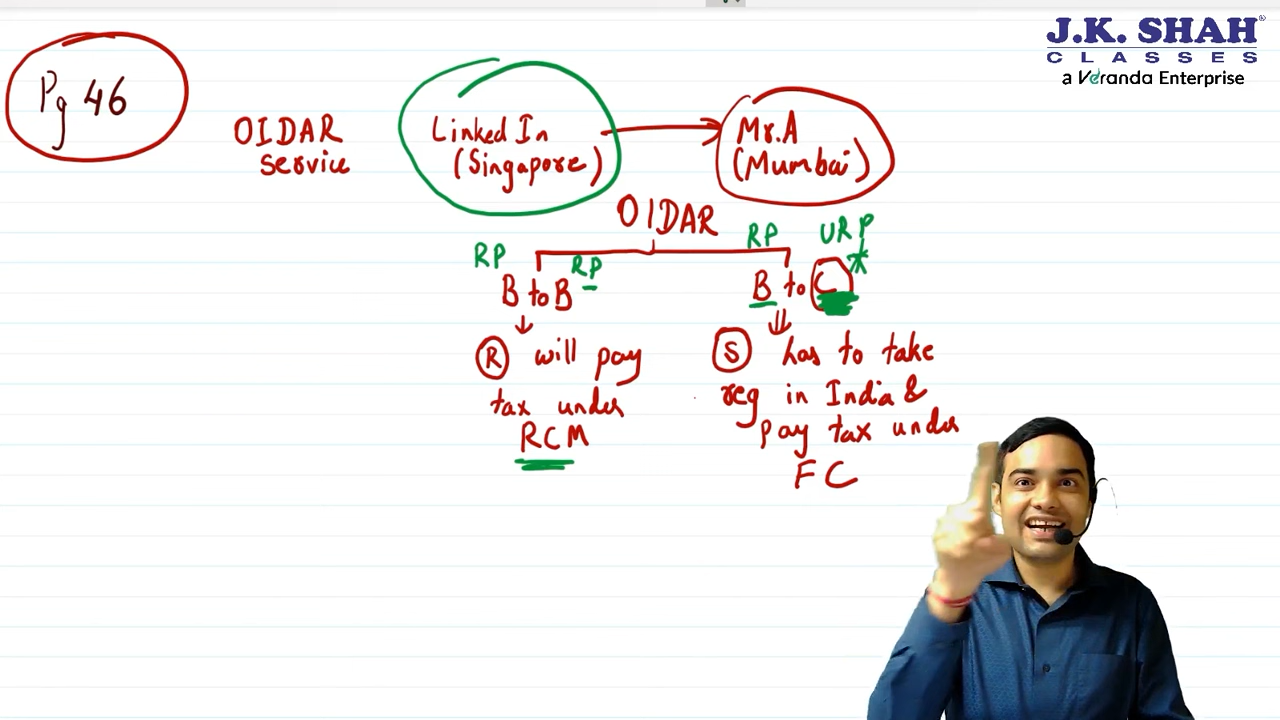 J.K. SHAH®
CLASSES
a Veranda Enterprise
Pg 46
OIDAR
service
Linked In
(Singapore)
Mr. A
(Mumbai)
OIDAR
RP
RP
RP
URP
B to B
B to C
R will pay
tax under
RCM
S has to take
reg in India &
pay tax under
FC